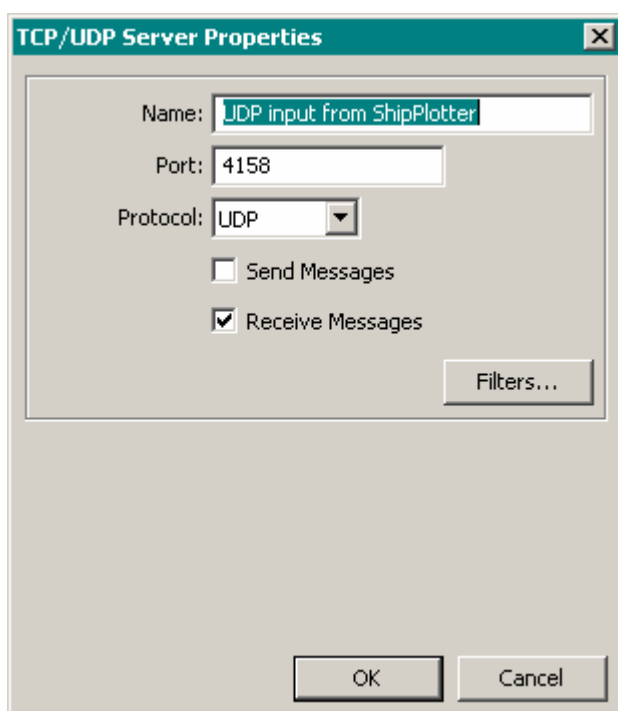 TCP/UDP Server Properties
Name: UDP input from ShipPlotter
Port: 4158
Protocol: UDP
Send Messages
Receive Messages
Filters...
OK Cancel